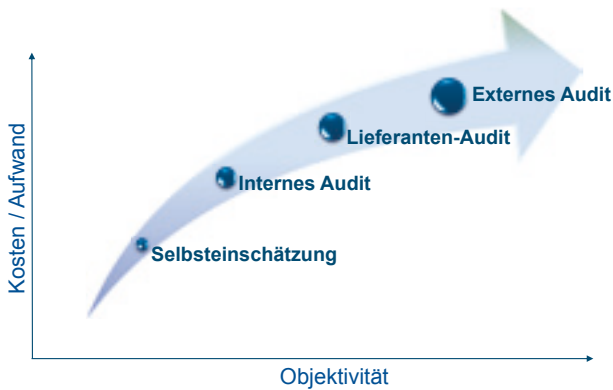 Externes Audit
Lieferanten-Audit
Internes Audit
Selbsteinschätzung
Kosten / Aufwand
Objektivität